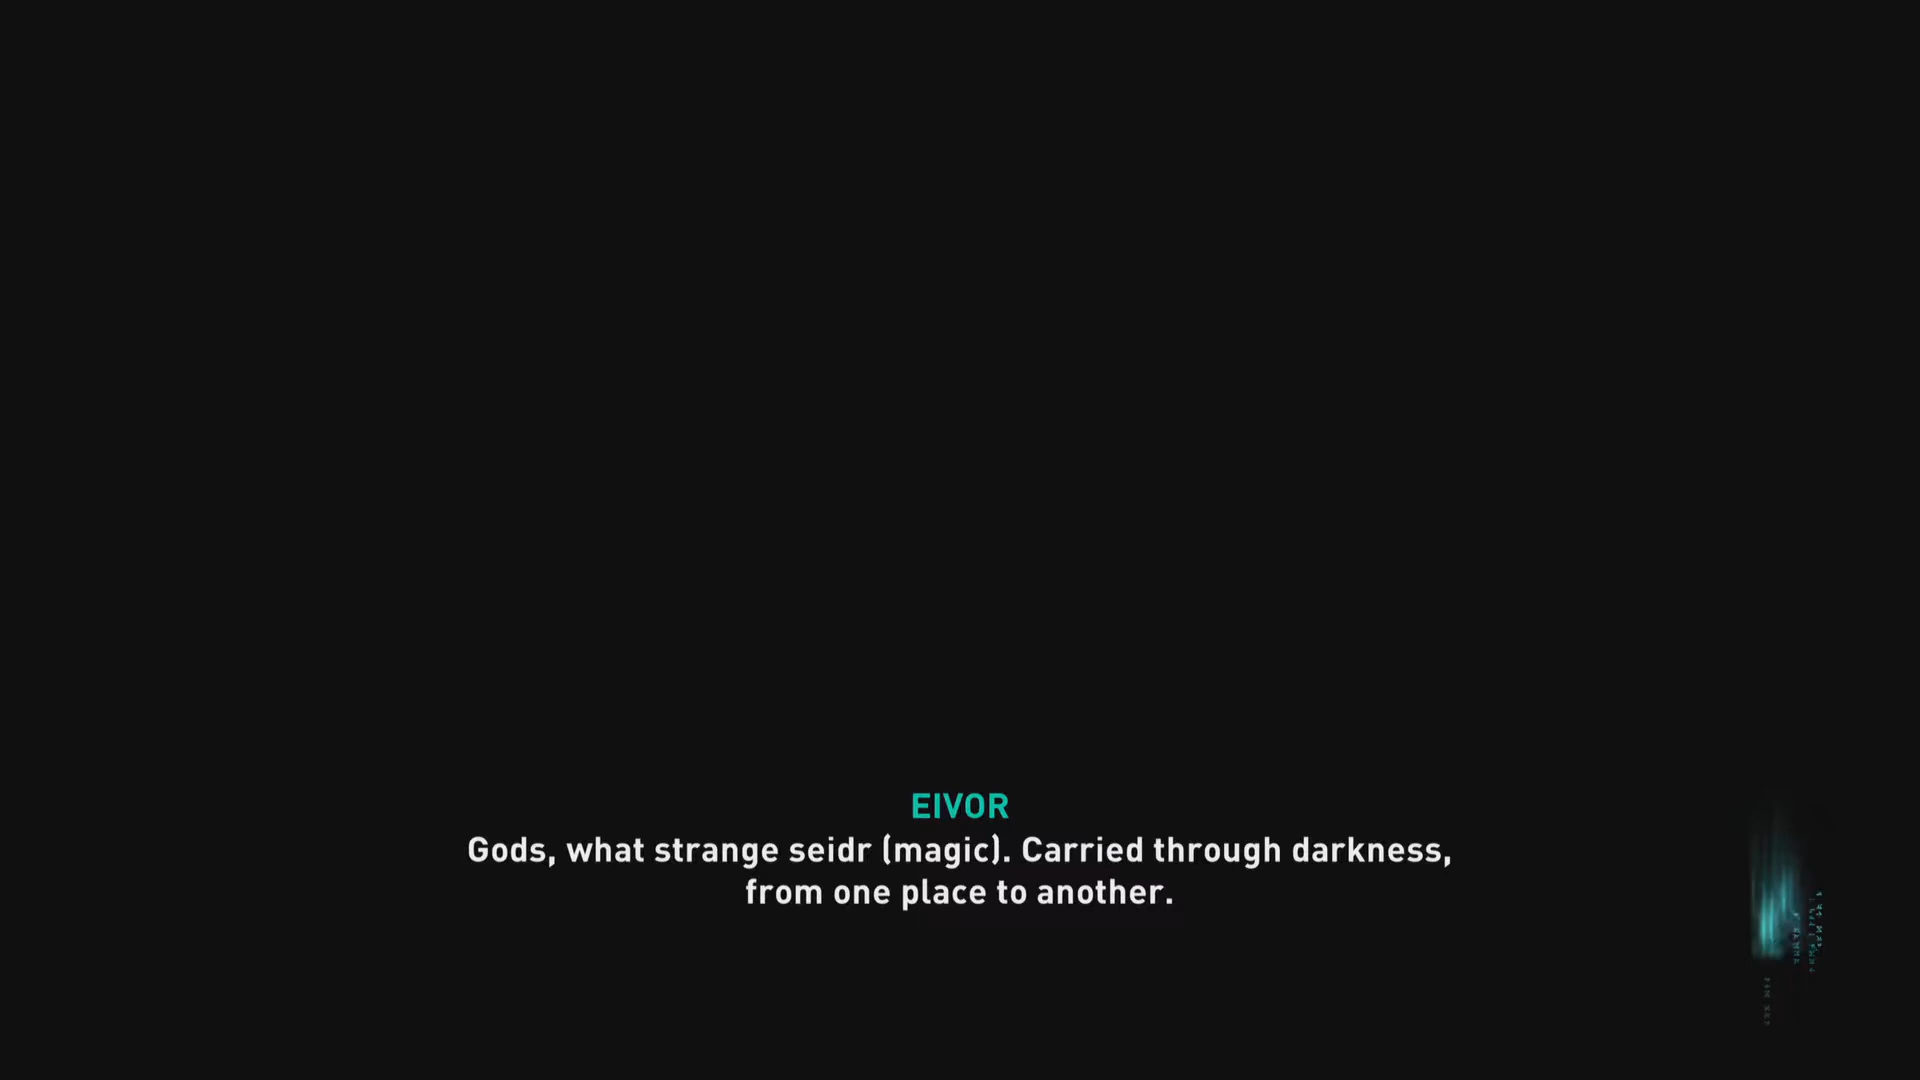 EIVOR
Gods, what strange seidr (magic). Carried through darkness,
from one place to another.